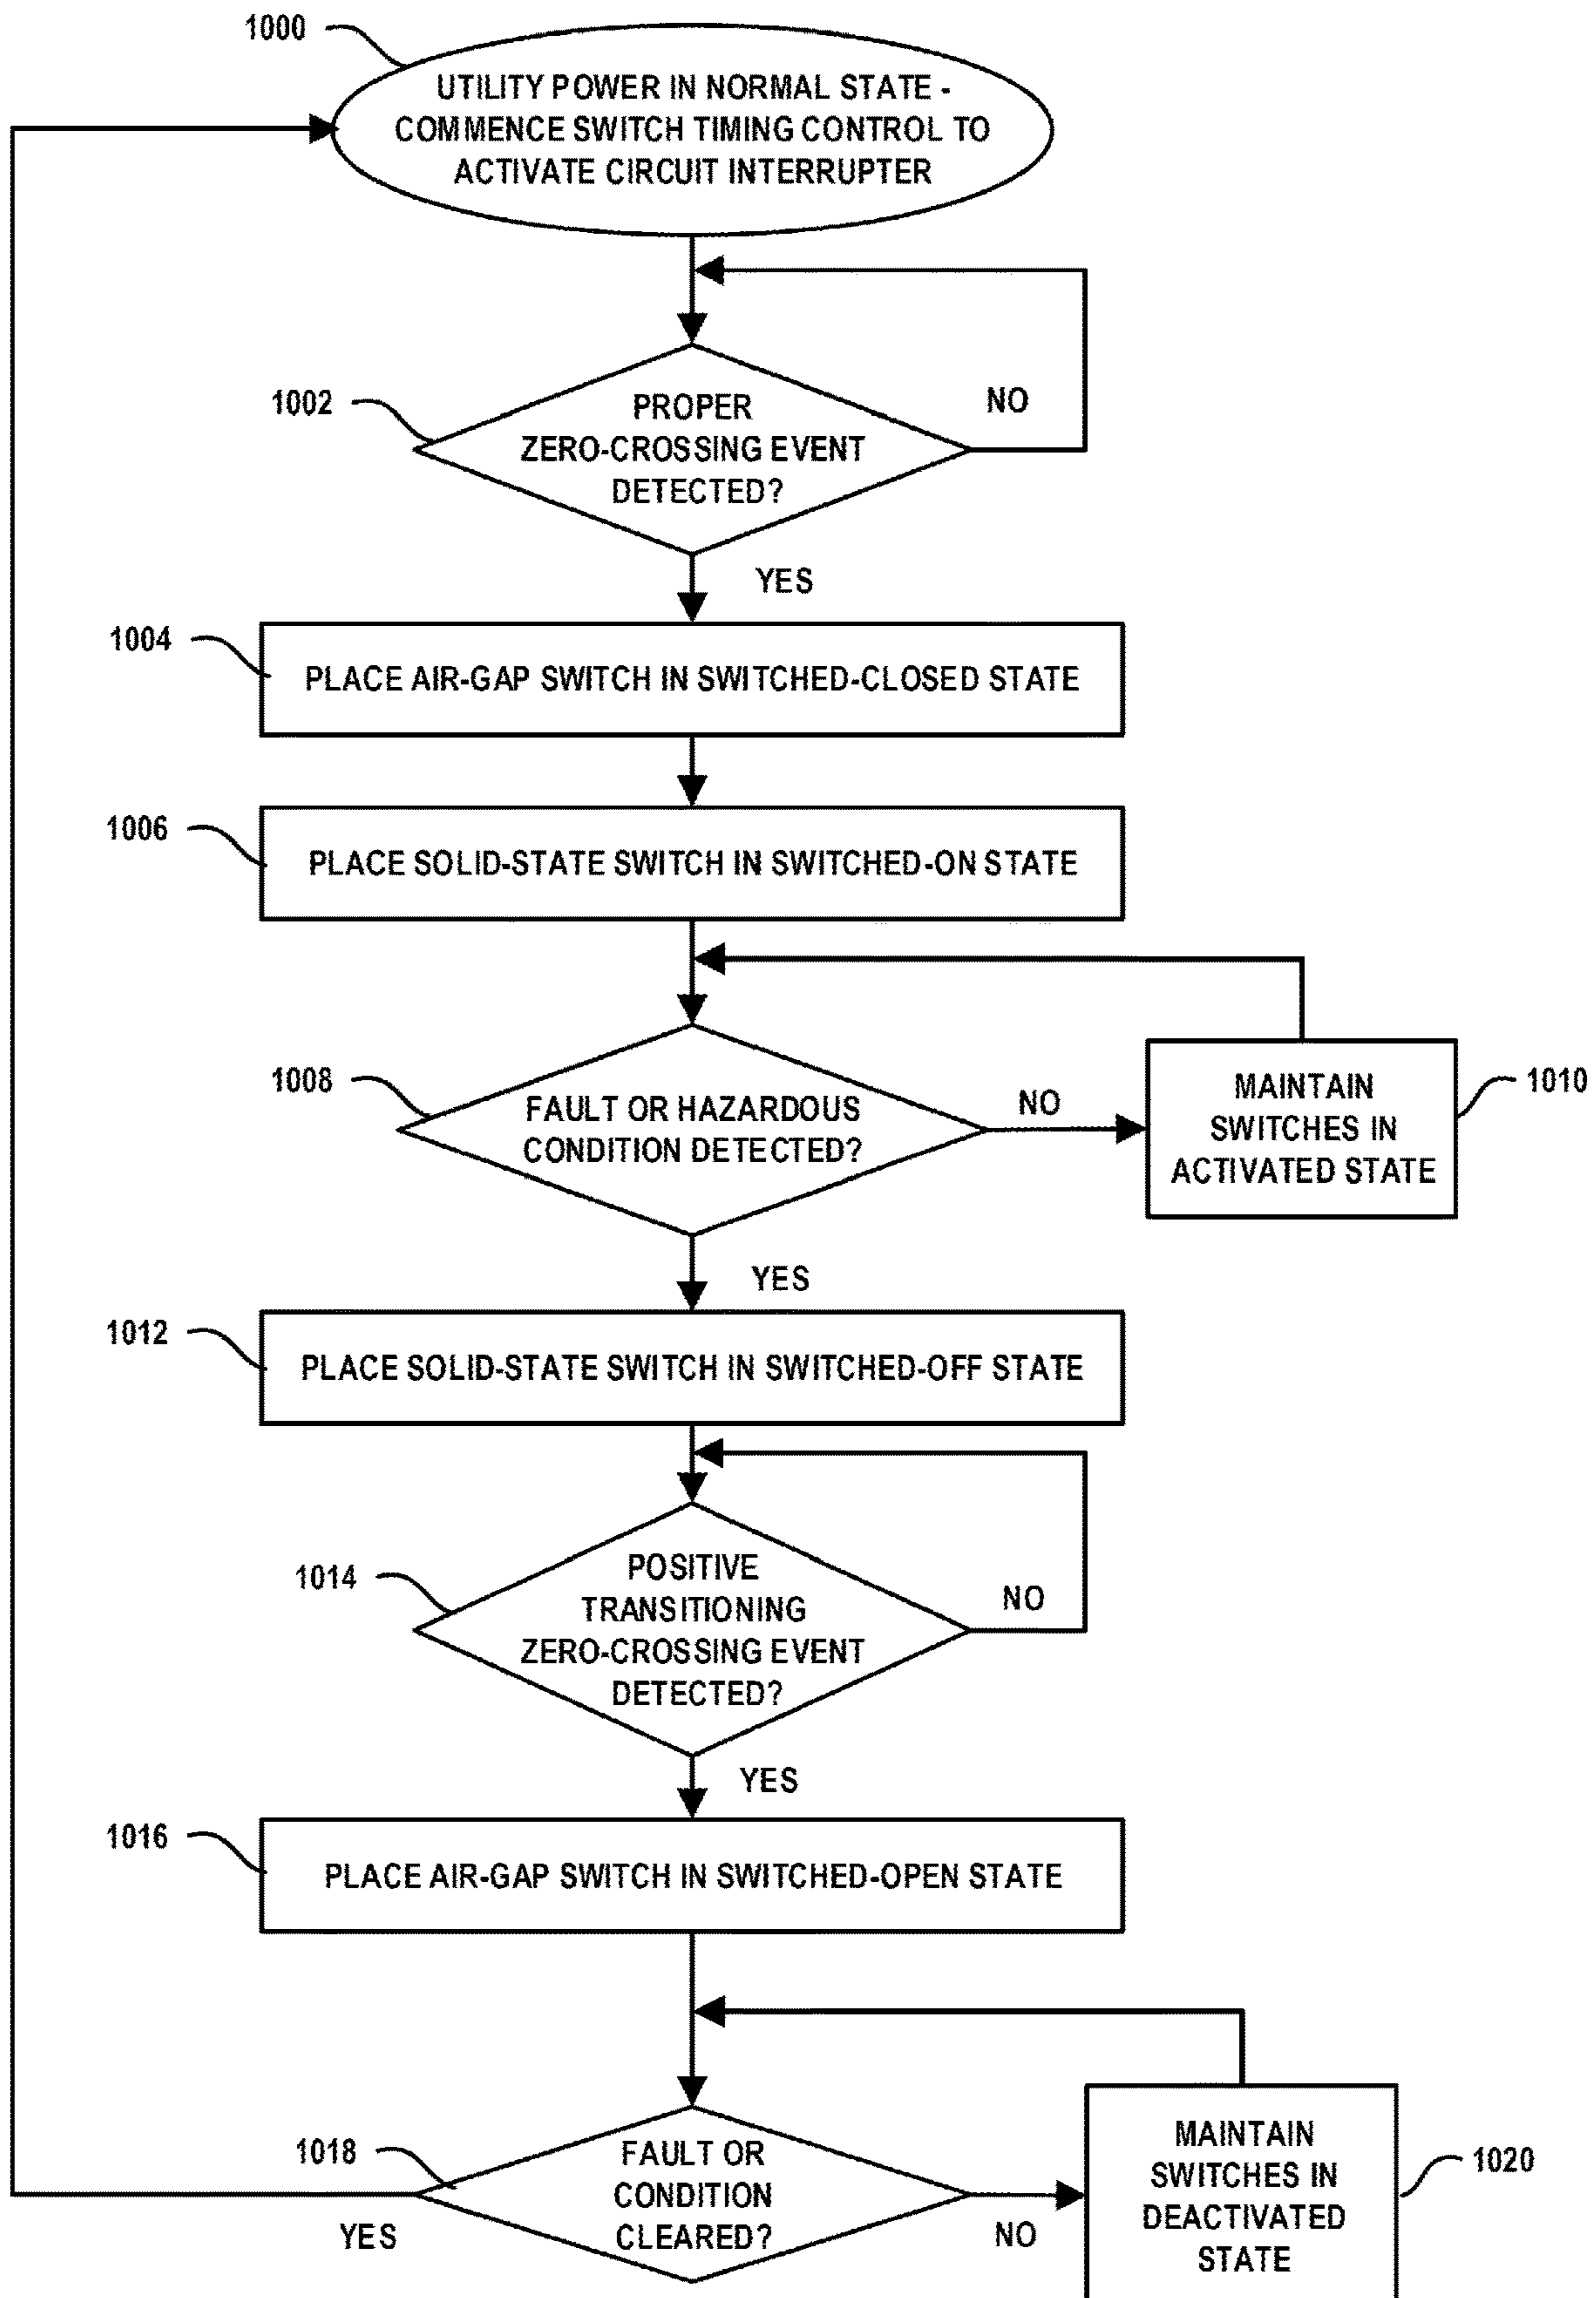 1000
UTILITY POWER IN NORMAL STATE -
COMMENCE SWITCH TIMING CONTROL TO
ACTIVATE CIRCUIT INTERRUPTER
1002
PROPER
ZERO-CROSSING EVENT
DETECTED?
NO
YES
1004
PLACE AIR-GAP SWITCH IN SWITCHED-CLOSED STATE
1006
PLACE SOLID-STATE SWITCH IN SWITCHED-ON STATE
1008
FAULT OR HAZARDOUS
CONDITION DETECTED?
NO
MAINTAIN
SWITCHES IN
ACTIVATED STATE
1010
YES
1012
PLACE SOLID-STATE SWITCH IN SWITCHED-OFF STATE
1014
POSITIVE
TRANSITIONING
ZERO-CROSSING EVENT
DETECTED?
NO
YES
1016
PLACE AIR-GAP SWITCH IN SWITCHED-OPEN STATE
1018
FAULT OR
CONDITION
CLEARED?
YES
NO
MAINTAIN
SWITCHES IN
DEACTIVATED
STATE
1020